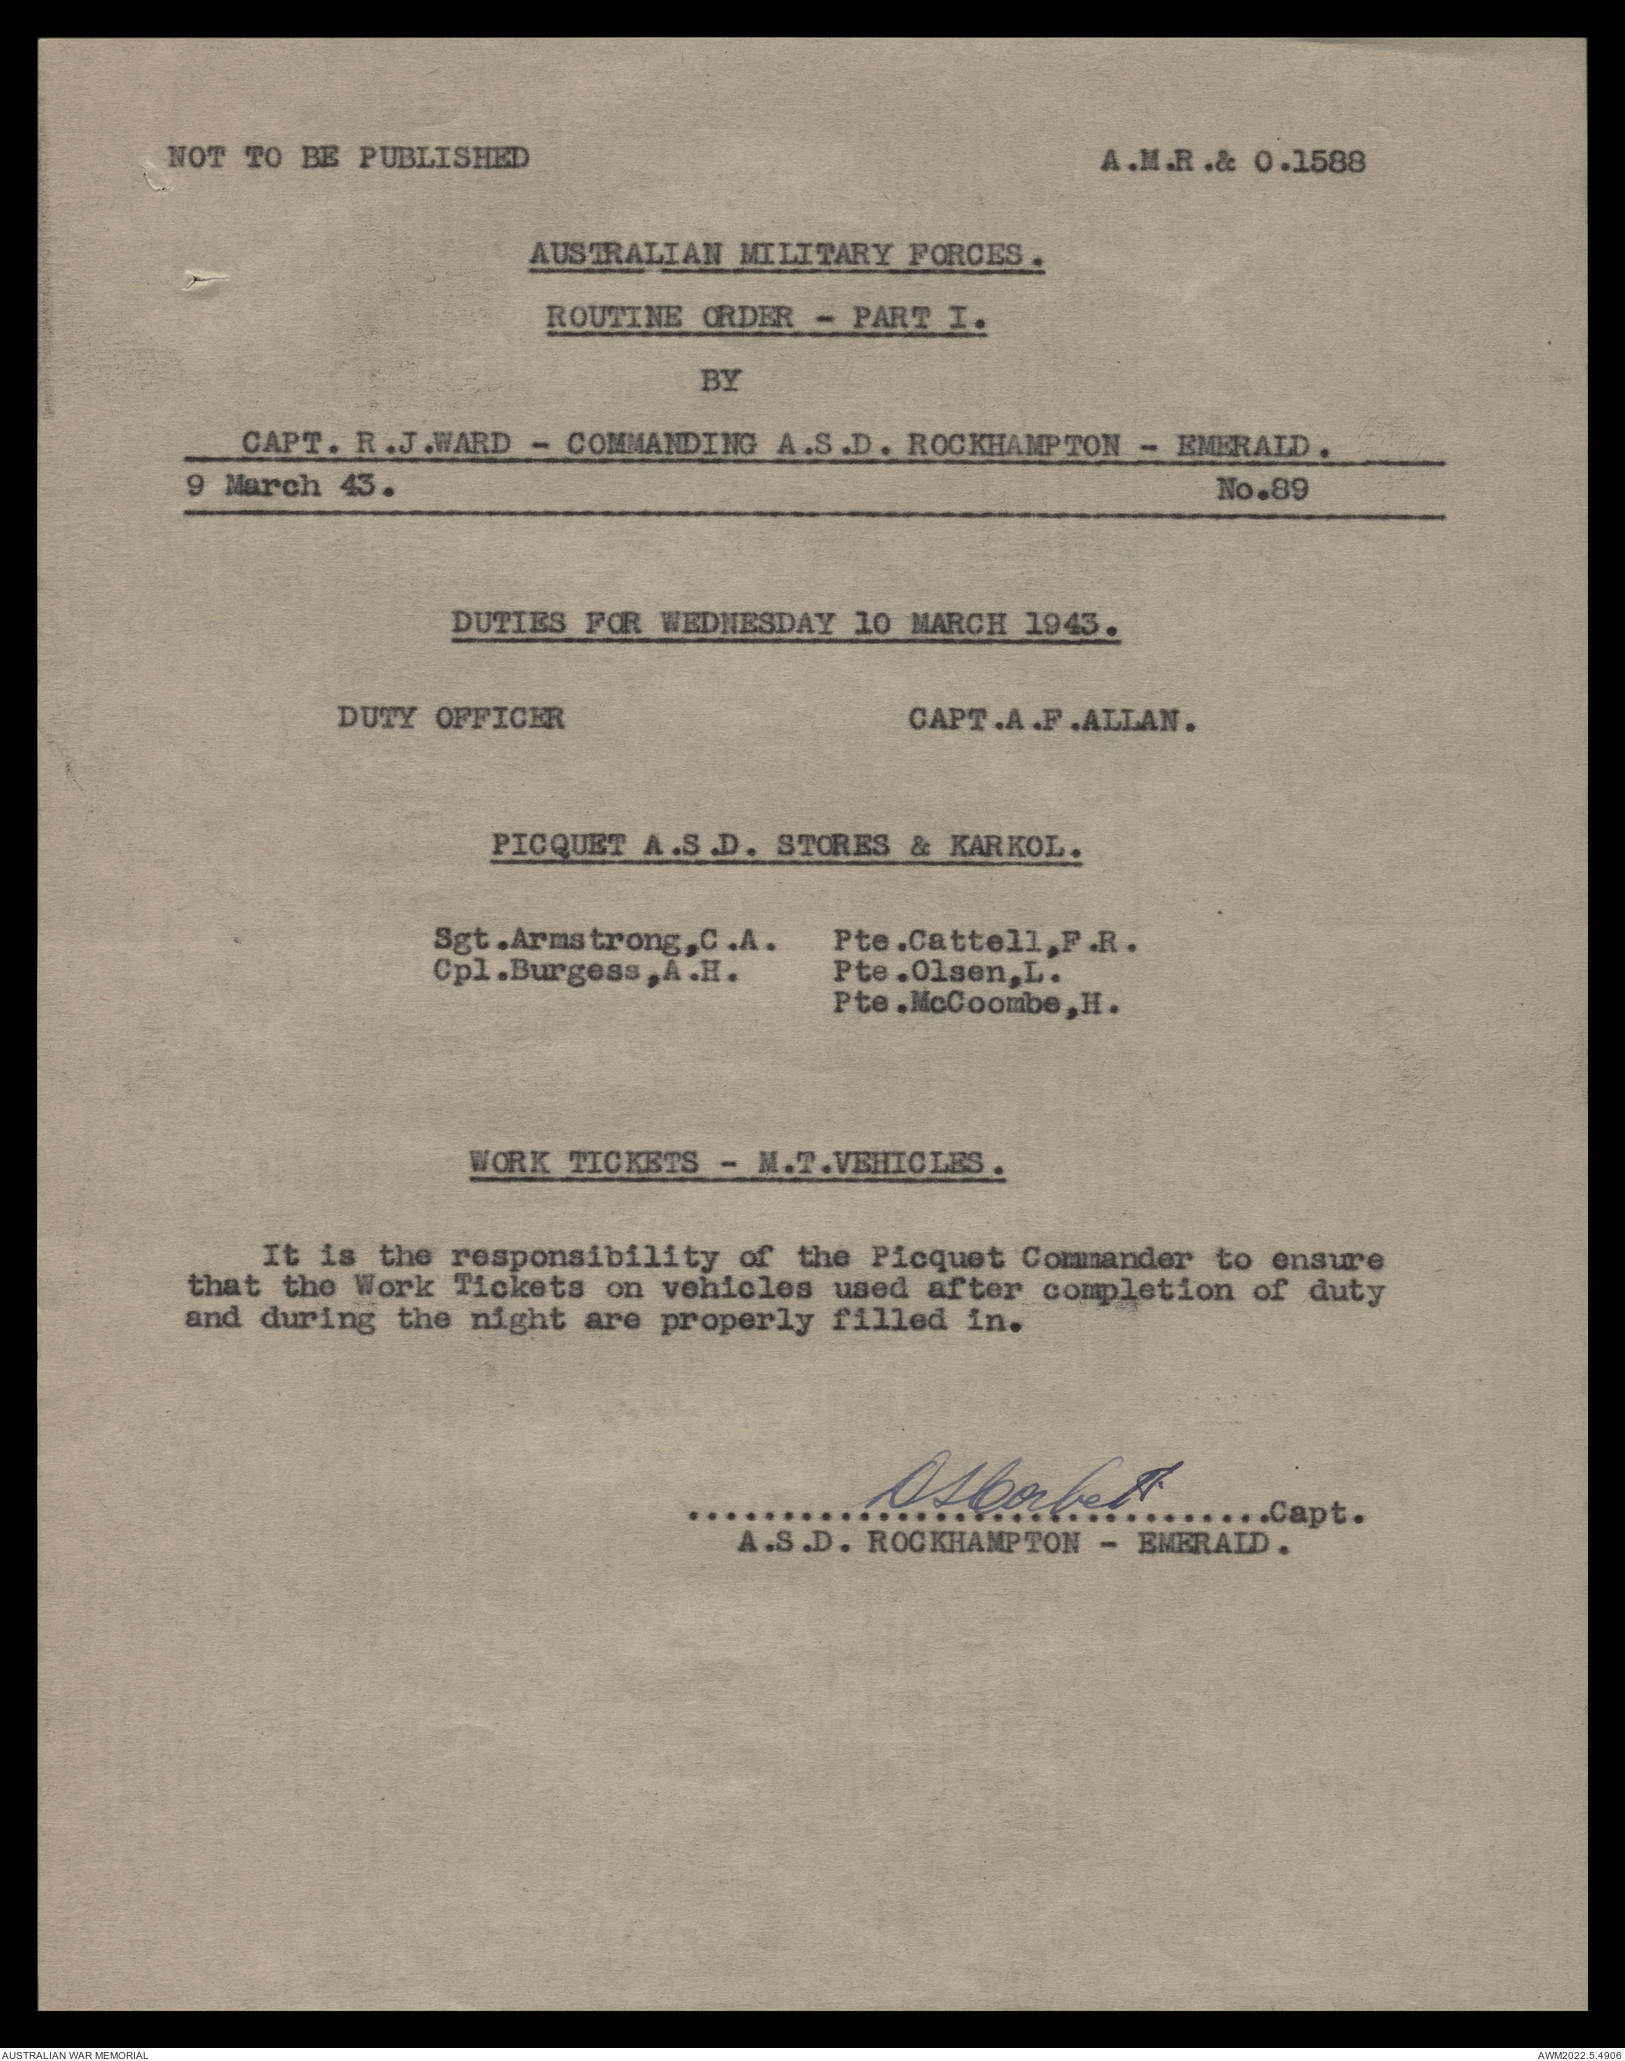 NOT TO BE PUBLISHED A.M.R.& O.1588
AUSTRALIAN MILITARY FORCES.
ROUTINE ORDER - PART I.
BY
CAPT. R.J.WARD - COMMANDING A.S.D. ROCKHAMPTON - EMERALD.
9 March 43. No.89
DUTIES FOR WEDNESDAY 10 MARCH 1943.
DUTY OFFICER CAPT.A.F.ALLAN.
PICQUET A.S.D. STORES & KARKOL.
Sgt.Armstrong,C.A. Pte.Cattell,F.R.
Cpl.Burgess,A.H. Pte.Olsen,L.
Pte.McCoombe,H.
WORK TICKETS - M.T.VEHICLES.
It is the responsibility of the Picquet Commander to ensure
that the Work Tickets on vehicles used after completion of duty
and during the night are properly filled in.
DSCorbett
..............................Capt.
A.S.D. ROCKHAMPTON - EMERALD.
AUSTRALIAN WAR MEMORIAL AWM2022.5.4906